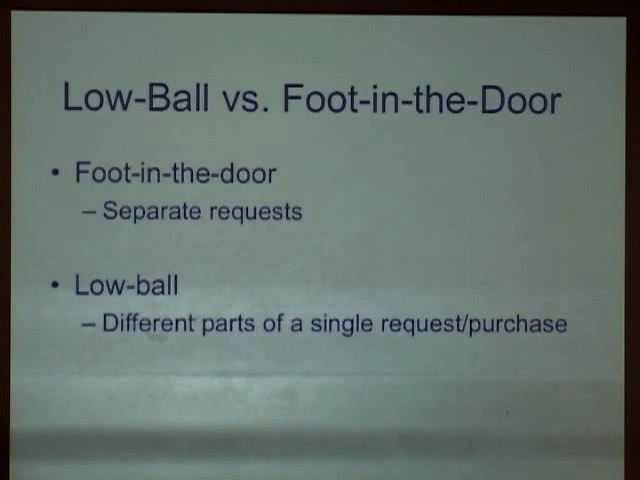 Low-Ball vs. Foot-in-the-Door
• Foot-in-the-door
– Separate requests
• Low-ball
– Different parts of a single request/purchase